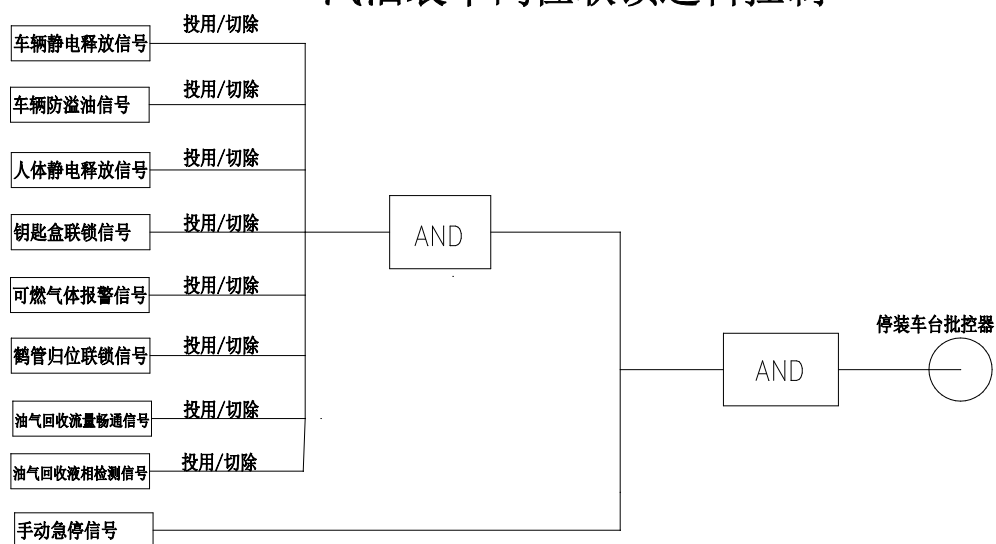 车辆静电释放信号
投用/切除
车辆防溢油信号
投用/切除
人体静电释放信号
投用/切除
钥匙盒联锁信号
投用/切除
可燃气体报警信号
投用/切除
鹤管归位联锁信号
投用/切除
油气回收流量畅通信号
投用/切除
油气回收液相检测信号
投用/切除
手动急停信号
AND
AND
停装车台批控器